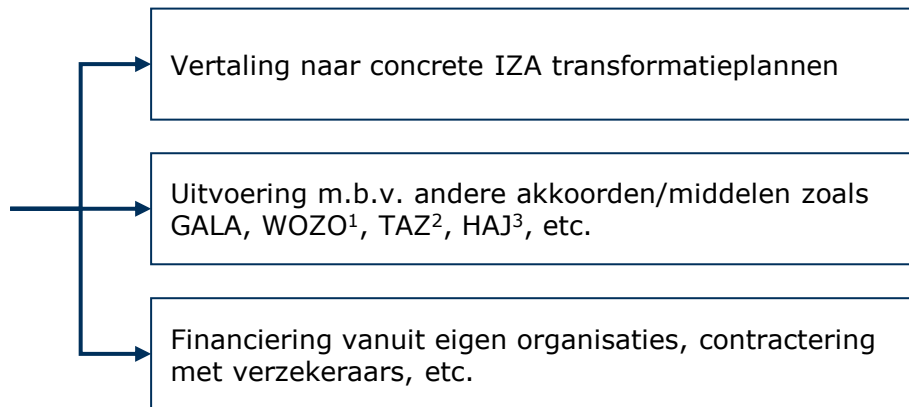 Vertaling naar concrete IZA transformatieplannen
Uitvoering m.b.v. andere akkoorden/middelen zoals
GALA, WOZO¹, TAZ², HAJ³, etc.
Financiering vanuit eigen organisaties, contractering
met verzekeraars, etc.